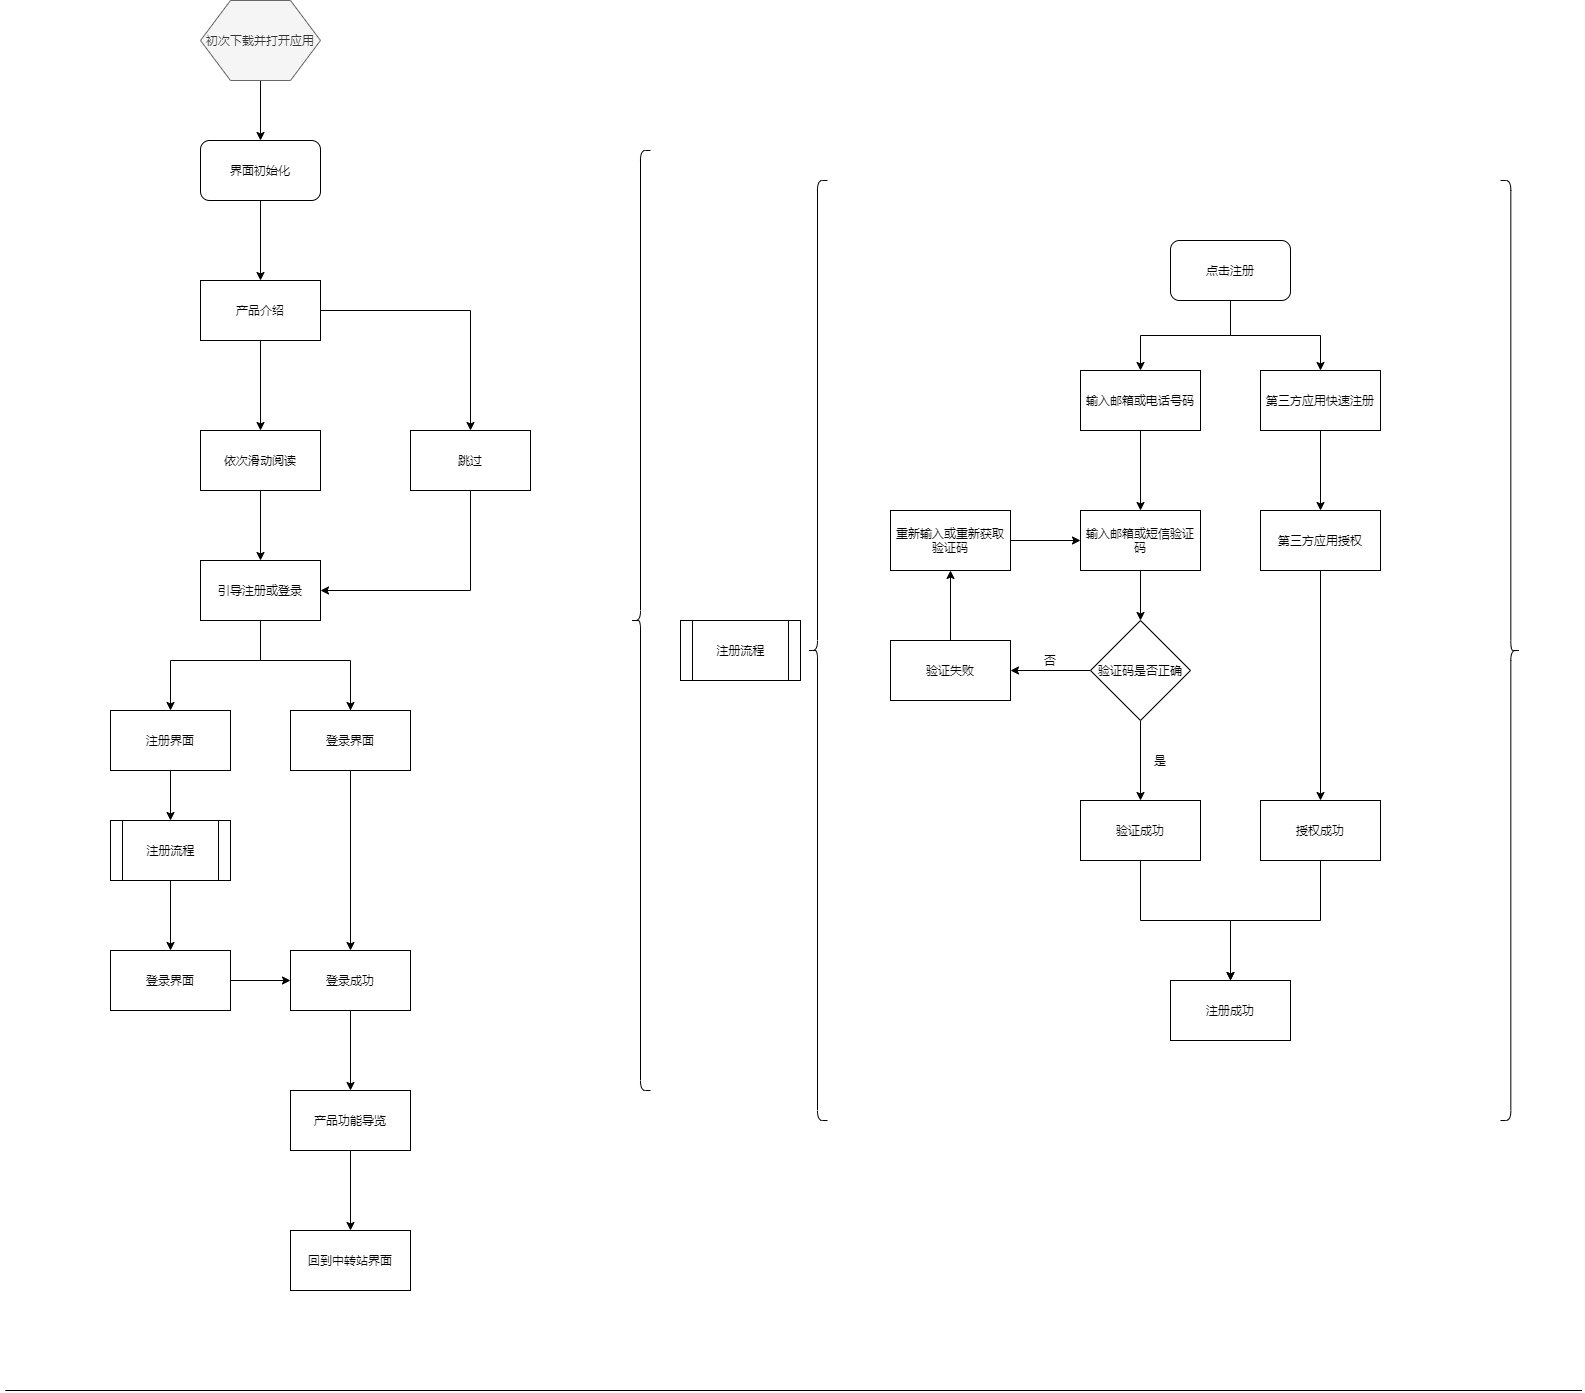 初次下载并打开应用
界面初始化
产品介绍
依次滑动阅读
跳过
引导注册或登录
注册界面
登录界面
注册流程
登录界面
登录成功
产品功能导览
回到中转站界面
注册流程
点击注册
输入邮箱或电话号码
第三方应用快速注册
重新输入或重新获取
验证码
输入邮箱或短信验证
码
第三方应用授权
验证失败
否
验证码是否正确
是
验证成功
授权成功
注册成功